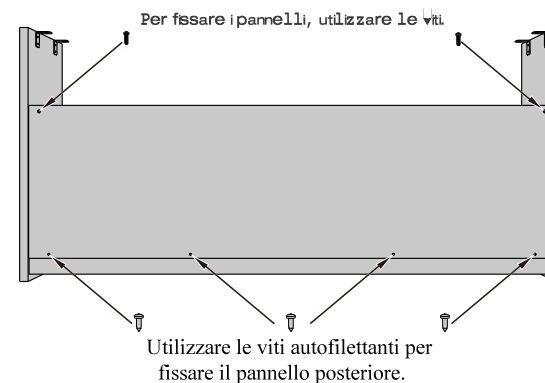 Per fissare i pannelli, utilizzare le viti.
Utilizzare le viti autofilettanti per
fissare il pannello posteriore.